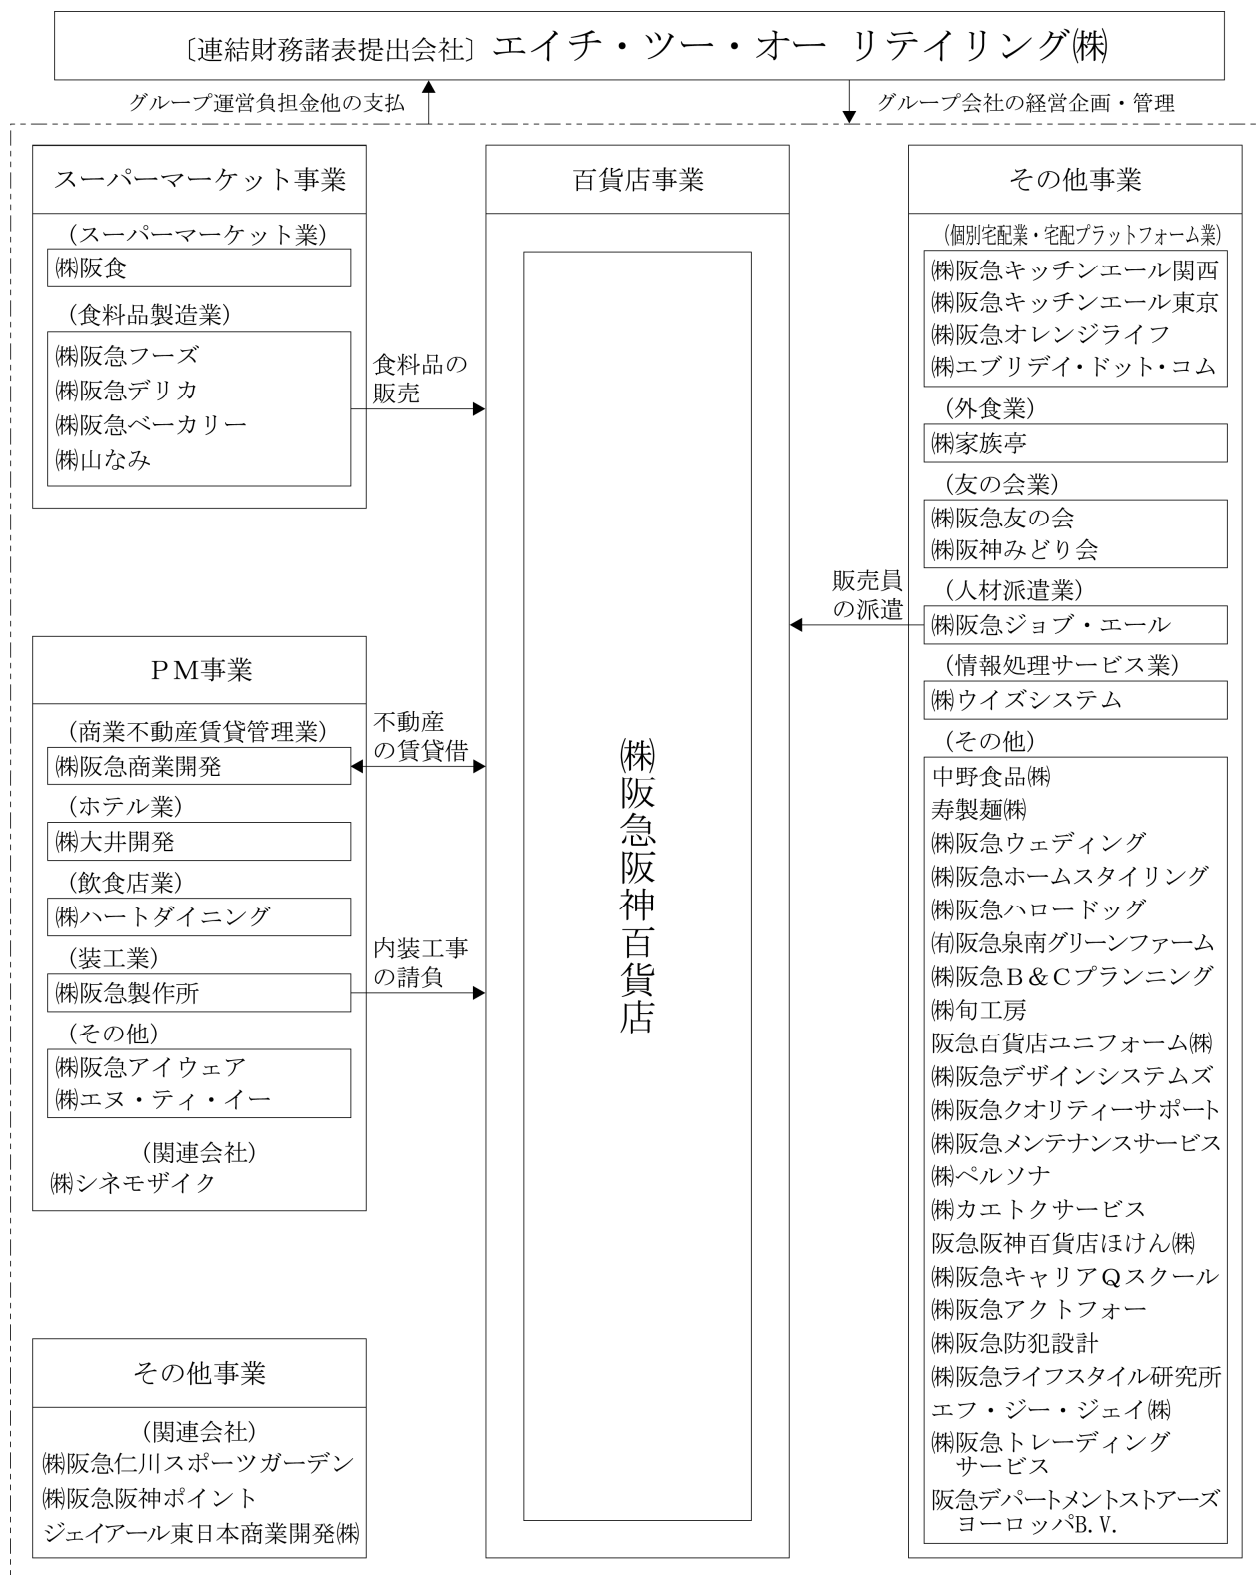 〔連結財務諸表提出会社〕エイチ・ツー・オー リテイリング㈱
グループ運営負担金他の支払
グループ会社の経営企画・管理
スーパーマーケット事業
(スーパーマーケット業)
㈱阪食
(食料品製造業)
㈱阪急フーズ
㈱阪急デリカ
㈱阪急ベーカリー
㈱山なみ
食料品の
販売
PM事業
(商業不動産賃貸管理業)
㈱阪急商業開発
(ホテル業)
㈱大井開発
(飲食店業)
㈱ハートダイニング
(装工業)
㈱阪急製作所
(その他)
㈱阪急アイウェア
㈱エヌ・ティ・イー
(関連会社)
㈱シネモザイク
不動産
の賃貸借
内装工事
の請負
その他事業
(関連会社)
㈱阪急仁川スポーツガーデン
㈱阪急阪神ポイント
ジェイアール東日本商業開発㈱
百貨店事業
㈱阪急阪神百貨店
販売員
の派遣
その他事業
(個別宅配業・宅配プラットフォーム業)
㈱阪急キッチンエール関西
㈱阪急キッチンエール東京
㈱阪急オレンジライフ
㈱エブリデイ・ドット・コム
(外食業)
㈱家族亭
(友の会業)
㈱阪急友の会
㈱阪神みどり会
(人材派遣業)
㈱阪急ジョブ・エール
(情報処理サービス業)
㈱ウイズシステム
(その他)
中野食品㈱
寿製麺㈱
㈱阪急ウェディング
㈱阪急ホームスタイリング
㈱阪急ハロードッグ
㈲阪急泉南グリーンファーム
㈱阪急B&Cプランニング
㈱旬工房
阪急百貨店ユニフォーム㈱
㈱阪急デザインシステムズ
㈱阪急クオリティーサポート
㈱阪急メンテナンスサービス
㈱ペルソナ
㈱カエトクサービス
阪急阪神百貨店ほけん㈱
㈱阪急キャリアQスクール
㈱阪急アクトフォー
㈱阪急防犯設計
㈱阪急ライフスタイル研究所
エフ・ジー・ジェイ㈱
㈱阪急トレーディング
サービス
阪急デパートメントストアーズ
ヨーロッパB.V.